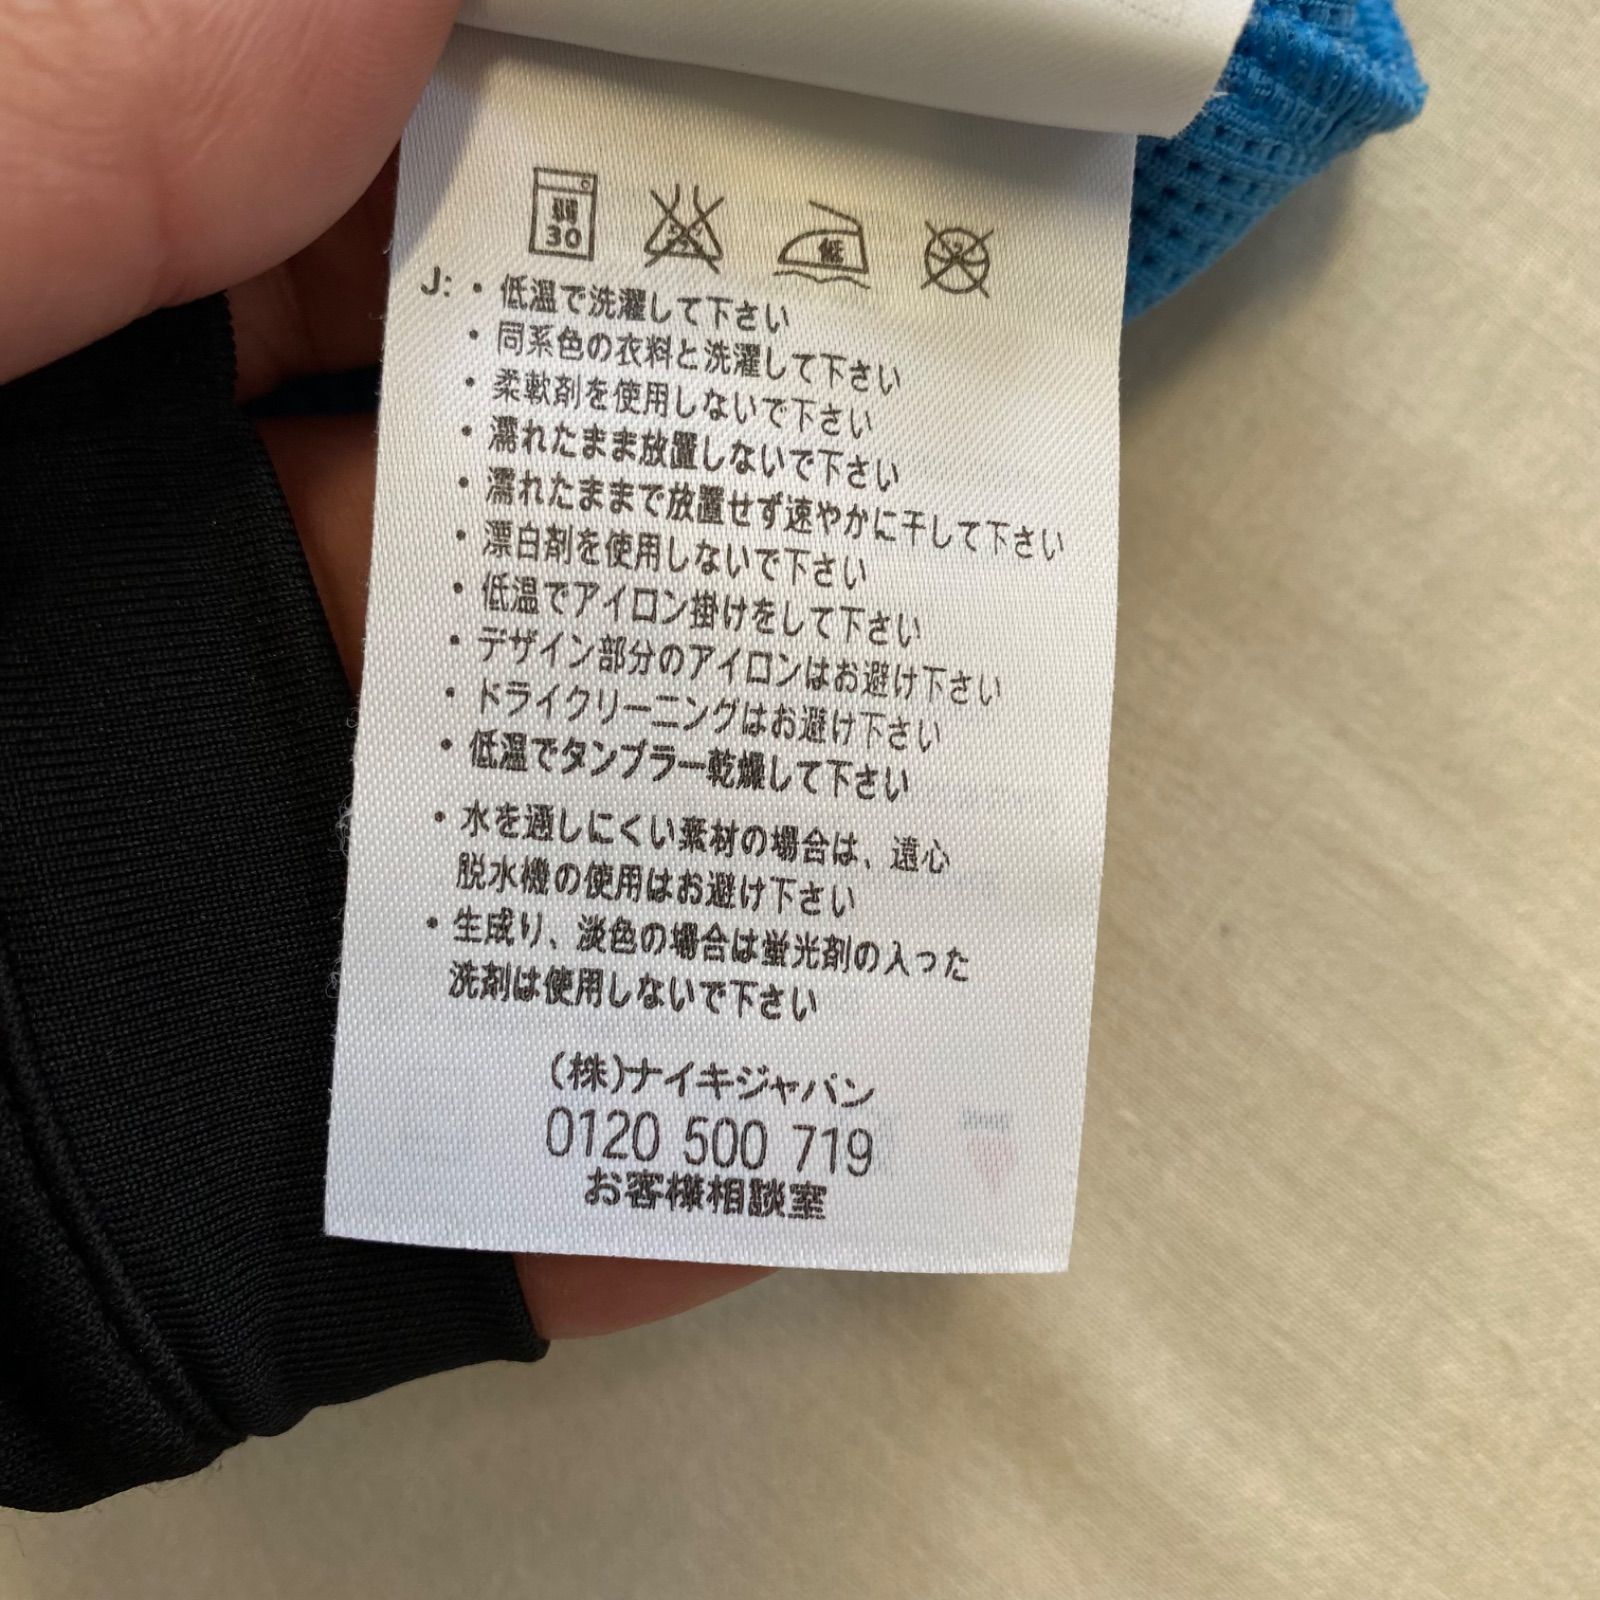 弱
30
低
J: ・低温で洗濯して下さい
・同系色の衣料と洗濯して下さい
・柔軟剤を使用しないで下さい
・濡れたまま放置しないで下さい
・濡れたままで放置せず速やかに干して下さい
・漂白剤を使用しないで下さい
・低温でアイロン掛けをして下さい
・デザイン部分のアイロンはお避け下さい
・ドライクリーニングはお避け下さい
・低温でタンブラー乾燥して下さい
・水を通しにくい素材の場合は、遠心
脱水機の使用はお避け下さい
・生成り、淡色の場合は蛍光剤の入った
洗剤は使用しないで下さい
(株)ナイキジャパン
0120 500 719
お客様相談室